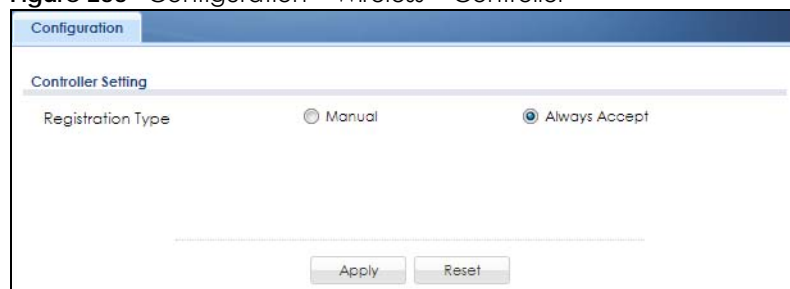 Configuration
Controller Setting
Registration Type Manual Always Accept
Apply Reset